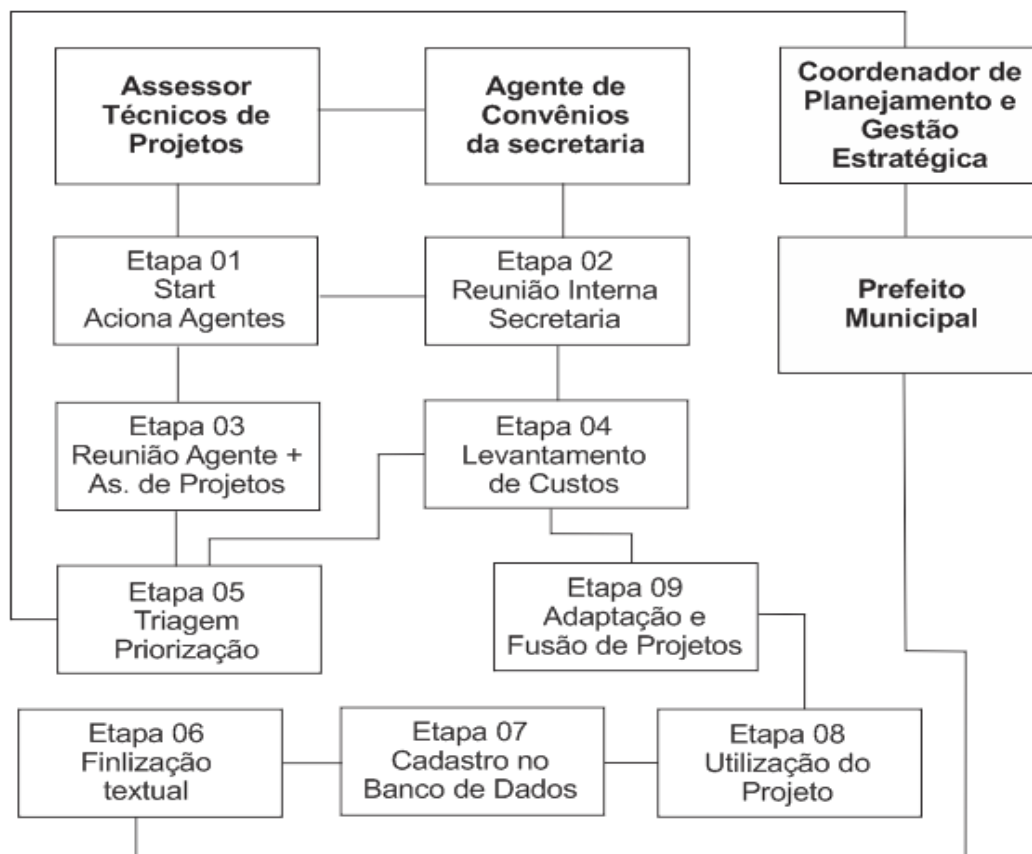 Assessor
Técnicos de
Projetos
Agente de
Convênios
da secretaria
Coordenador de
Planejamento e
Gestão
Estratégica
Etapa 01
Start
Aciona Agentes
Etapa 02
Reunião Interna
Secretaria
Prefeito
Municipal
Etapa 03
Reunião Agente +
As. de Projetos
Etapa 04
Levantamento
de Custos
Etapa 05
Triagem
Priorização
Etapa 09
Adaptação e
Fusão de Projetos
Etapa 06
Finlização
textual
Etapa 07
Cadastro no
Banco de Dados
Etapa 08
Utilização do
Projeto